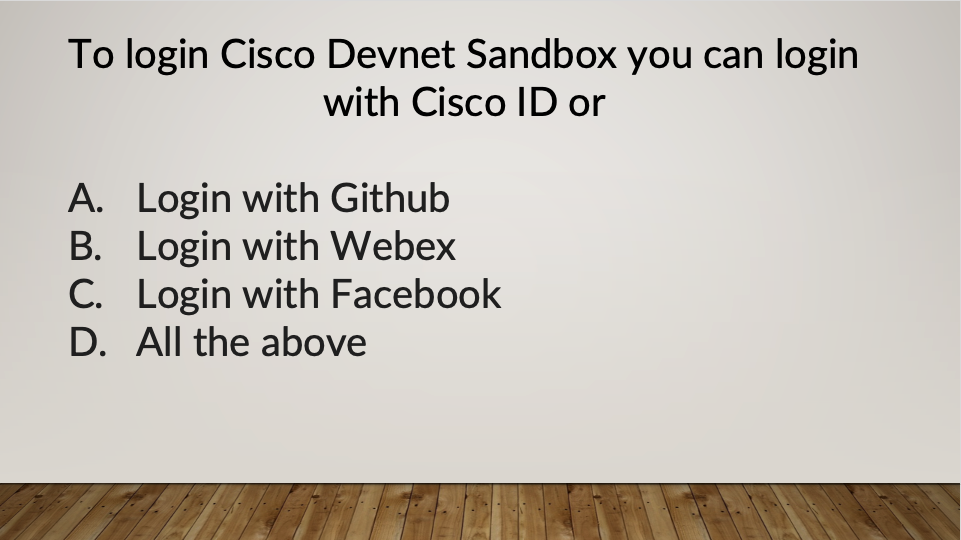 To login Cisco Devnet Sandbox you can login
with Cisco ID or
A. Login with Github
B. Login with Webex
C. Login with Facebook
D. All the above